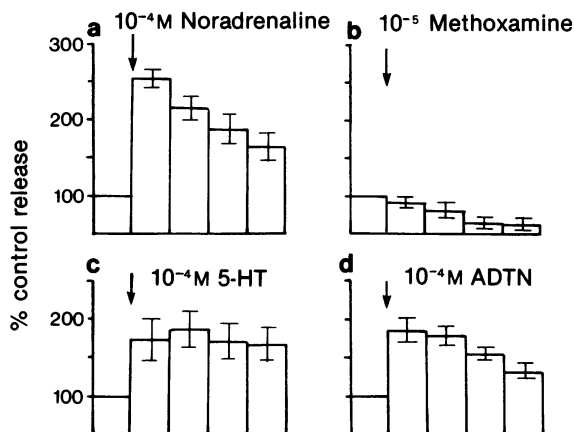 a 10⁻⁴M Noradrenaline
b 10⁻⁵ Methoxamine
300
200
100
% control release
c 10⁻⁴M 5-HT
d 10⁻⁴M ADTN
200
100